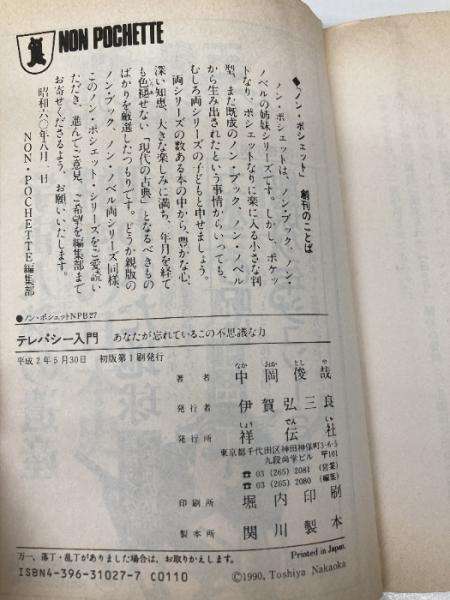 NON POCHETTE
●「ノン・ポシェット」創刊のことば
ノン・ポシェットは、ノン・ブック、ノン・
ノベルの姉妹シリーズです。しかし、ポケッ
トなり、ポシェットなりに楽に入る小さな判
型、また既成のノン・ブック、ノン・ノベル
から生み出されたという事情からいっても、
むしろ両シリーズの子どもと申せましょう。
両シリーズの数ある本の中から、豊かな心、
深い知恵、大きな楽しみに満ち、年月を経て
も色褪せない「現代の古典」となるべきもの
ばかりを厳選したつもりです。どうか親版の
ノン・ブック、ノン・ノベル両シリーズ同様、
このノン・ポシェット・シリーズをご愛読い
ただき、進んでご意見、ご希望を編集部まで
お寄せくださるよう、お願いいたします。
昭和六〇年八月一日
NON・POCHETTE編集部
●ノン・ポシェットNPB27
テレパシー入門 あなたが忘れているこの不思議な力
平成2年5月30日 初版第1刷発行
著者 中岡俊哉
発行者 伊賀弘三良
発行所 祥伝社
東京都千代田区神田神保町3-6-5
九段尚学ビル 〒101
☎03(265)2081(営業)
☎03(265)2080(編集)
印刷所 堀内印刷
製本所 関川製本
万一、落丁・乱丁がありました場合は、お取りかえします。
Printed in Japan.
ISBN4-396-31027-7 C0110
©1990, Toshiya Nakaoka